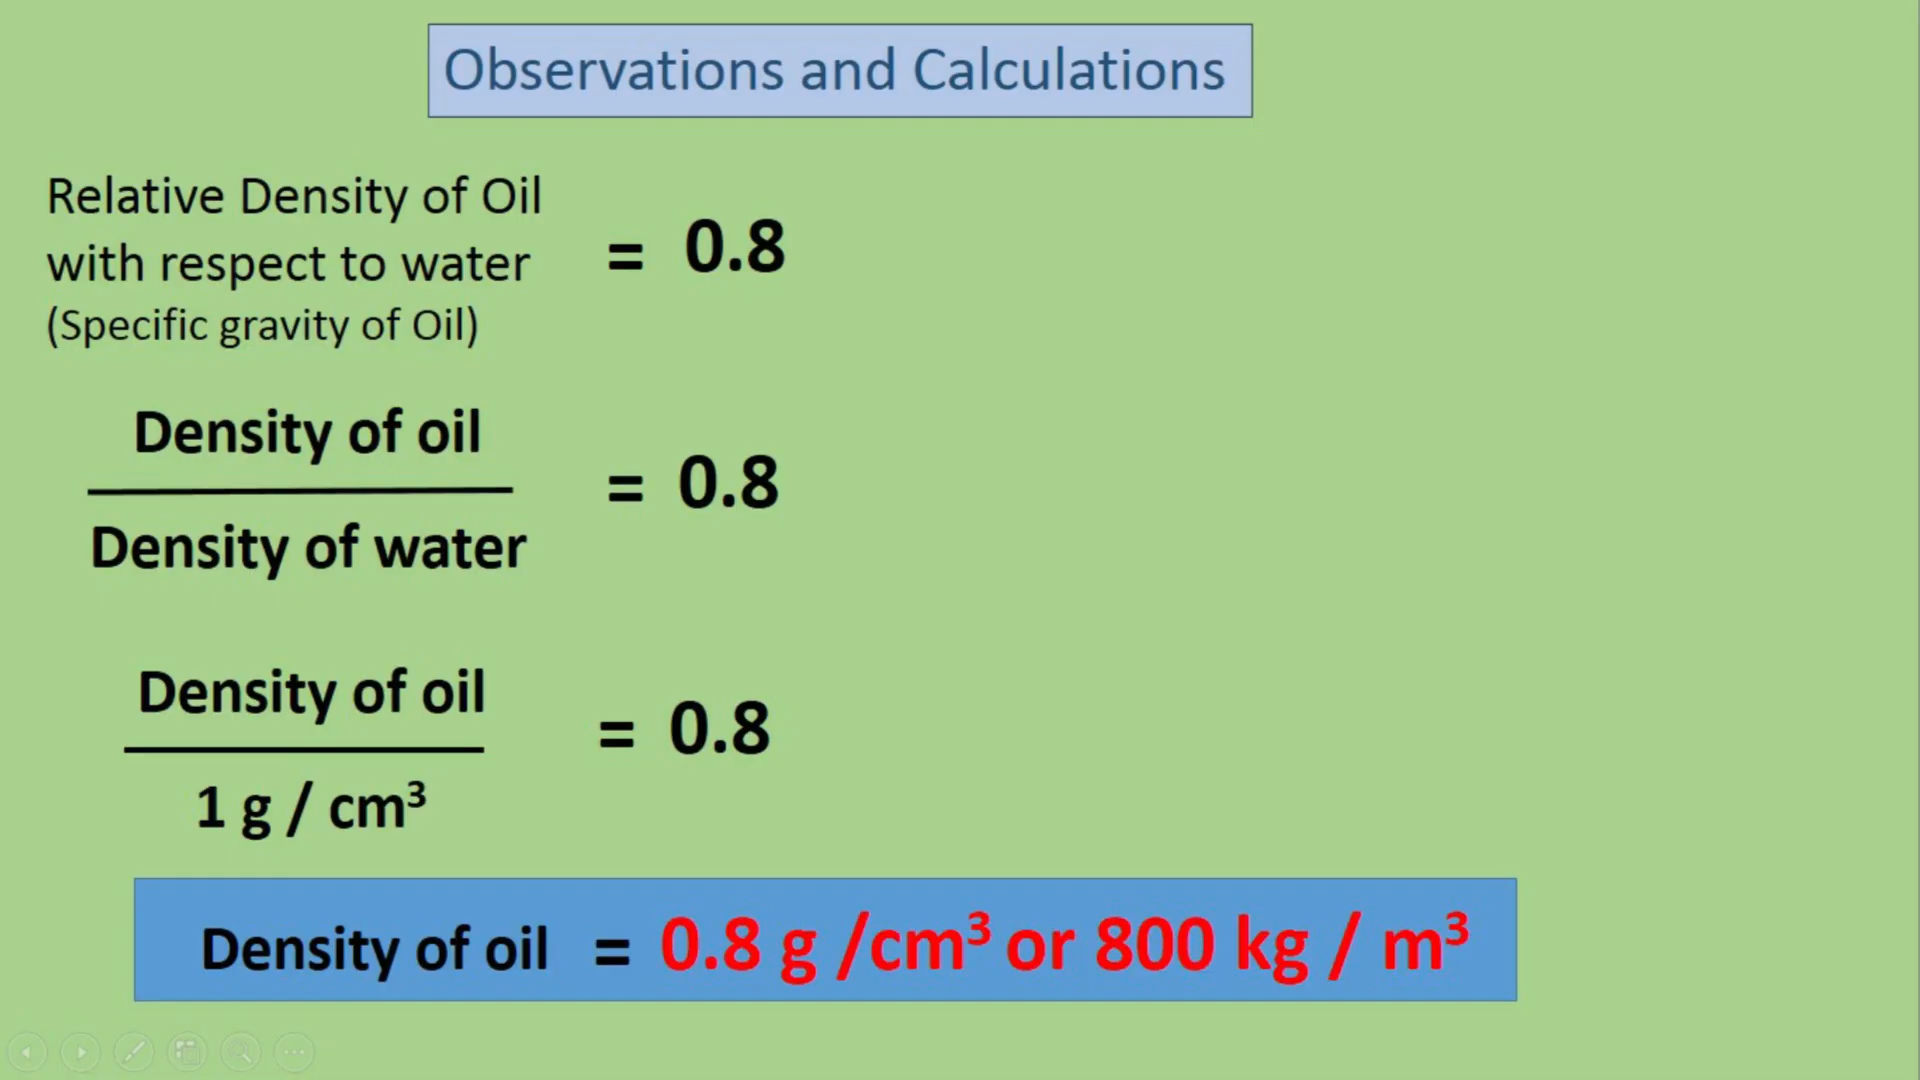 Observations and Calculations
Relative Density of Oil
with respect to water
(Specific gravity of Oil)
= 0.8
Density of oil
Density of water
= 0.8
Density of oil
1 g / cm³
= 0.8
Density of oil = 0.8 g /cm³ or 800 kg / m³